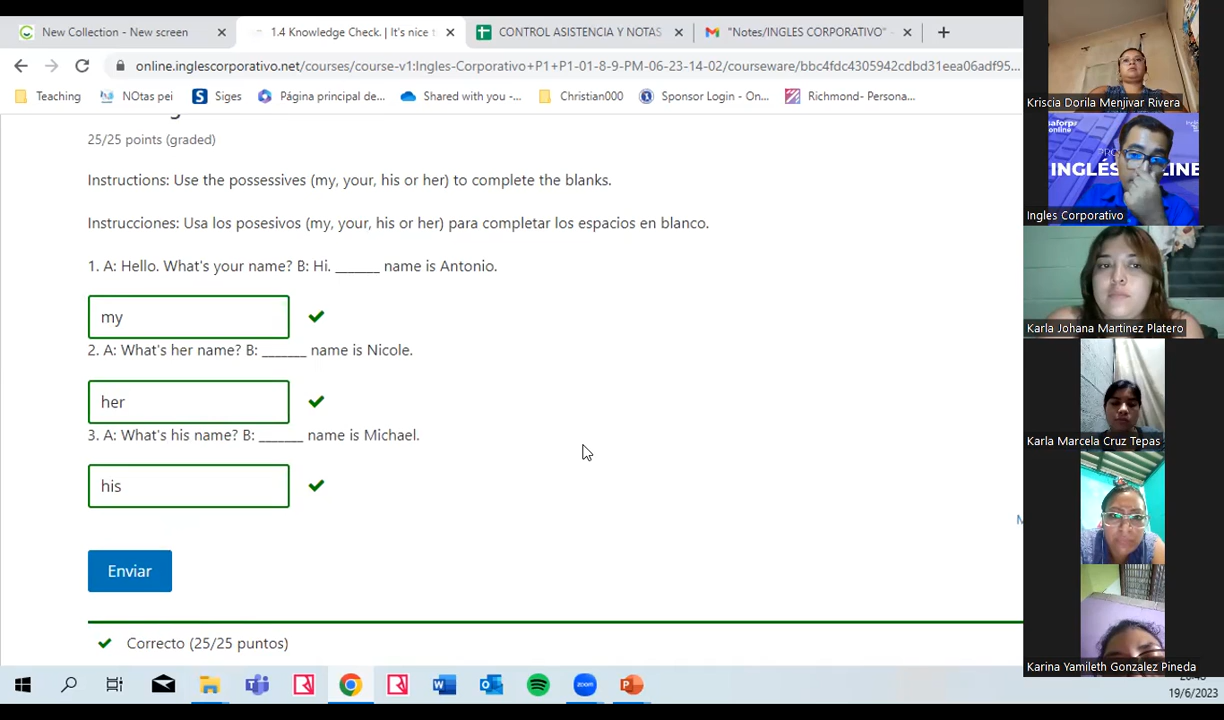 New Collection - New screen
1.4 Knowledge Check. | It's nice t
CONTROL ASISTENCIA Y NOTAS
"Notes/INGLES CORPORATIVO" -
online.inglescorporativo.net/courses/course-v1:Ingles-Corporativo+P1+P1-01-8-9-PM-06-23-14-02/courseware/bbc4fdc4305942cdbd31eea06adf95...
Teaching
NOtas pei
Siges
Página principal de...
Shared with you -...
Christian000
Sponsor Login - On...
Richmond- Persona...
25/25 points (graded)
Instructions: Use the possessives (my, your, his or her) to complete the blanks.
Instrucciones: Usa los posesivos (my, your, his or her) para completar los espacios en blanco.
1. A: Hello. What's your name? B: Hi. _______ name is Antonio.
my
2. A: What's her name? B: _______ name is Nicole.
her
3. A: What's his name? B: _______ name is Michael.
his
Enviar
Correcto (25/25 puntos)
Kriscia Dorila Menjivar Rivera
online
INGLÉS
Ingles Corporativo
Karla Johana Martinez Platero
Karla Marcela Cruz Tepas
Karina Yamileth Gonzalez Pineda
zoom
19/6/2023